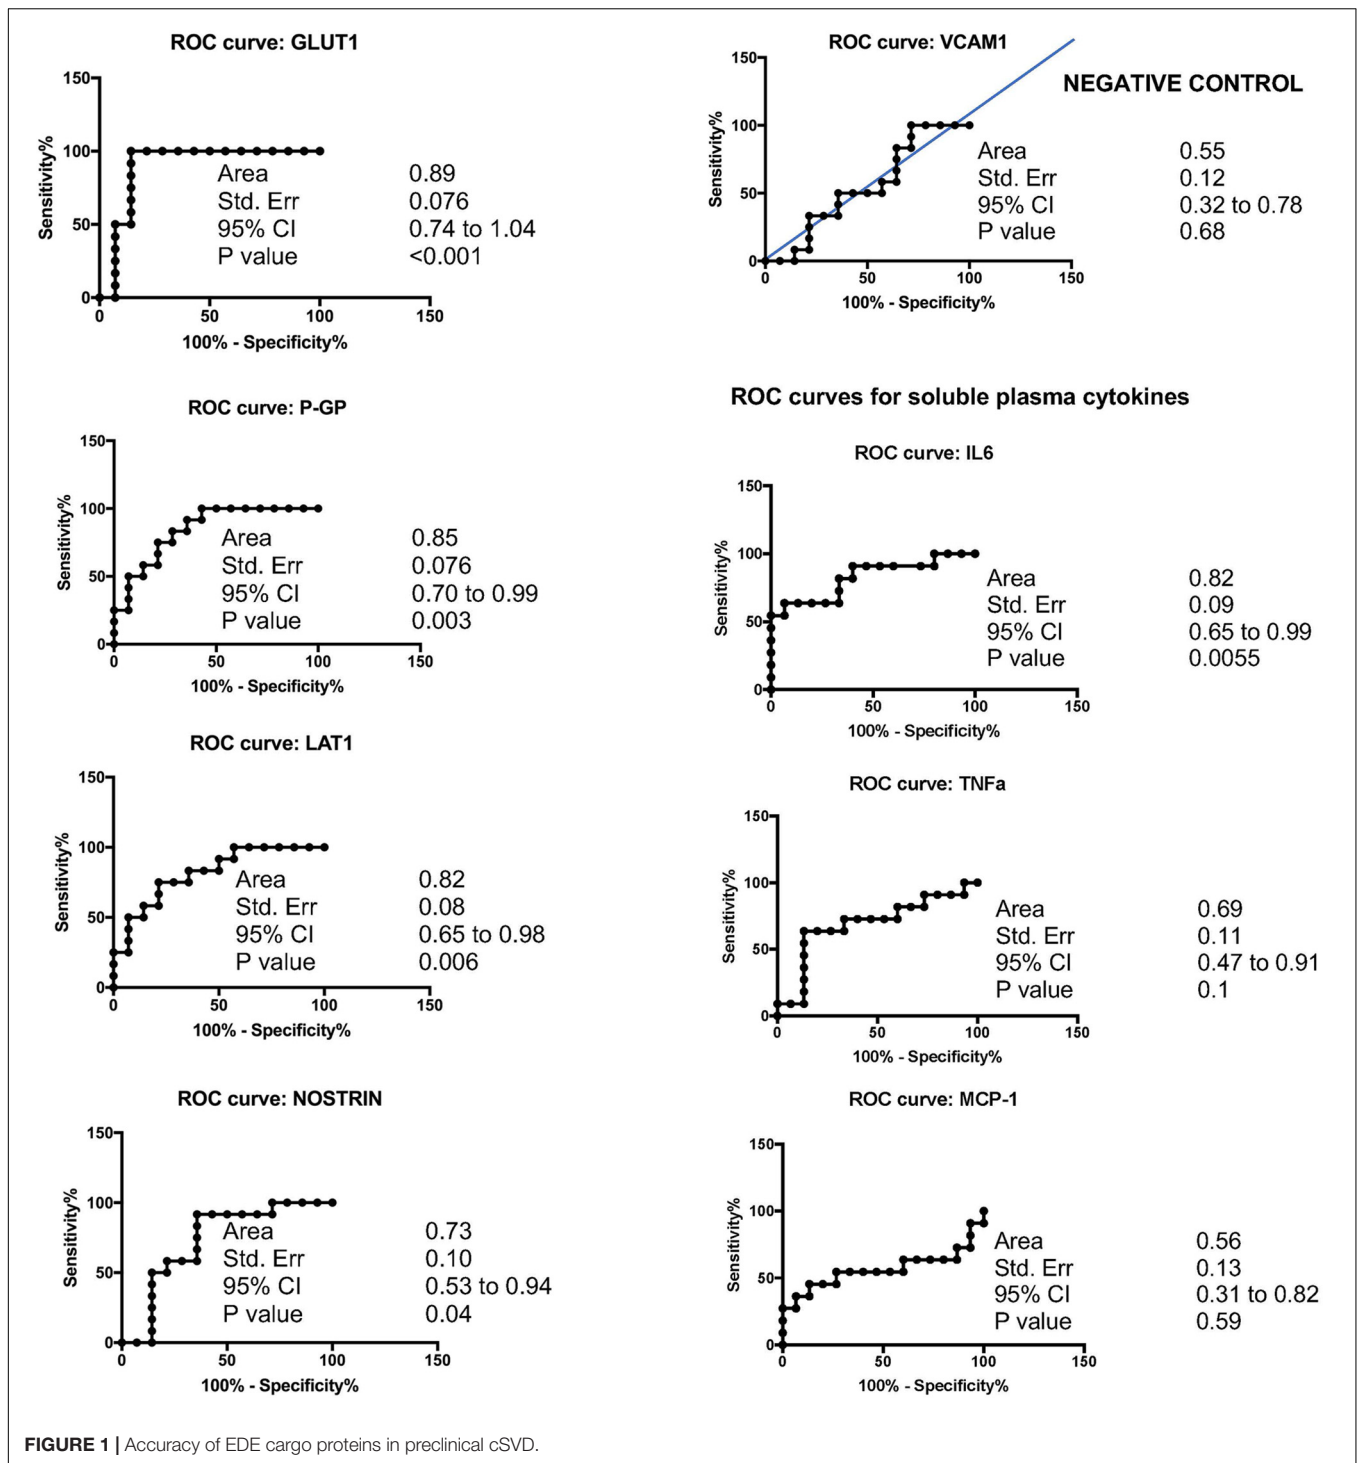 ROC curve: GLUT1
150
100
50
0
Sensitivity%
Area 0.89
Std. Err 0.076
95% CI 0.74 to 1.04
P value <0.001
0 50 100 150
100% - Specificity%
ROC curve: P-GP
150
100
50
0
Sensitivity%
Area 0.85
Std. Err 0.076
95% CI 0.70 to 0.99
P value 0.003
0 50 100 150
100% - Specificity%
ROC curve: LAT1
150
100
50
0
Sensitivity%
Area 0.82
Std. Err 0.08
95% CI 0.65 to 0.98
P value 0.006
0 50 100 150
100% - Specificity%
ROC curve: NOSTRIN
150
100
50
0
Sensitivity%
Area 0.73
Std. Err 0.10
95% CI 0.53 to 0.94
P value 0.04
0 50 100 150
100% - Specificity%
ROC curve: VCAM1
NEGATIVE CONTROL
150
100
50
0
Sensitivity%
Area 0.55
Std. Err 0.12
95% CI 0.32 to 0.78
P value 0.68
0 50 100 150
100% - Specificity%
ROC curves for soluble plasma cytokines
ROC curve: IL6
150
100
50
0
Sensitivity%
Area 0.82
Std. Err 0.09
95% CI 0.65 to 0.99
P value 0.0055
0 50 100 150
100% - Specificity%
ROC curve: TNFa
150
100
50
0
Sensitivity%
Area 0.69
Std. Err 0.11
95% CI 0.47 to 0.91
P value 0.1
0 50 100 150
100% - Specificity%
ROC curve: MCP-1
150
100
50
0
Sensitivity%
Area 0.56
Std. Err 0.13
95% CI 0.31 to 0.82
P value 0.59
0 50 100 150
100% - Specificity%
FIGURE 1 | Accuracy of EDE cargo proteins in preclinical cSVD.